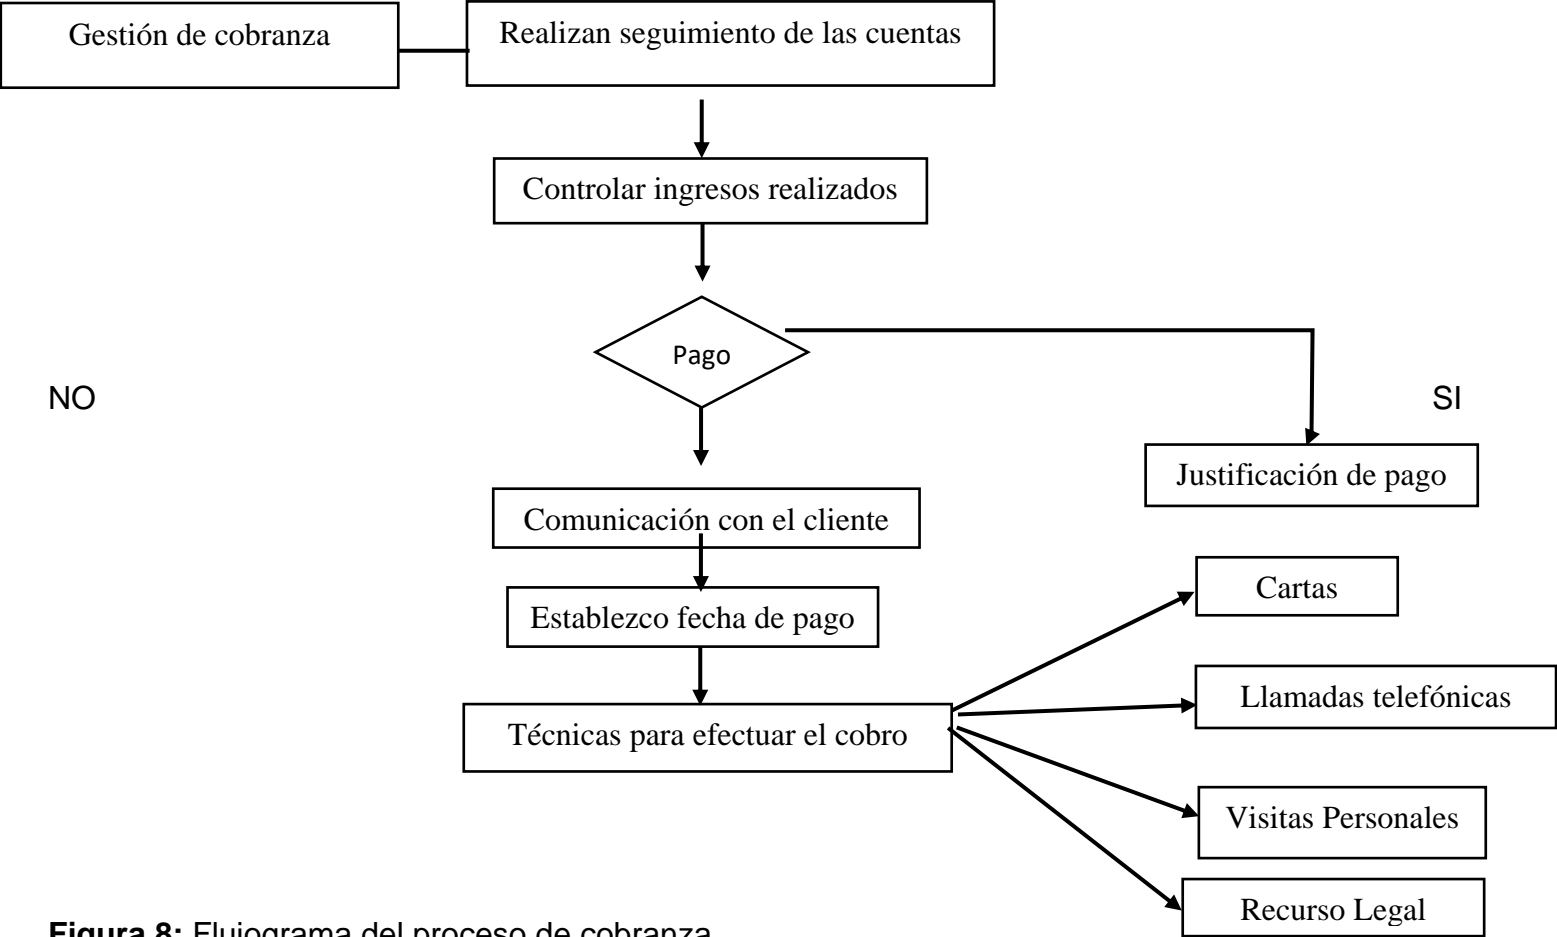 Gestión de cobranza
Realizan seguimiento de las cuentas
Controlar ingresos realizados
Pago
NO
SI
Justificación de pago
Comunicación con el cliente
Establezco fecha de pago
Cartas
Llamadas telefónicas
Técnicas para efectuar el cobro
Visitas Personales
Recurso Legal
Figura 8: Flujograma del proceso de cobranza